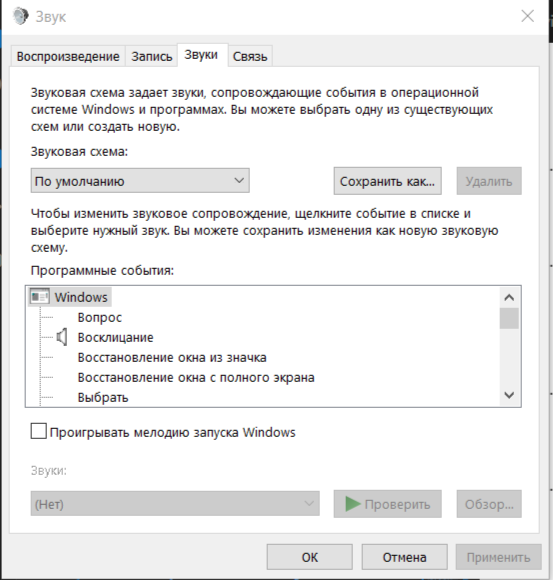 Звук
Воспроизведение Запись Звуки Связь
Звуковая схема задает звуки, сопровождающие события в операционной
системе Windows и программах. Вы можете выбрать одну из существующих
схем или создать новую.
Звуковая схема:
По умолчанию Сохранить как... Удалить
Чтобы изменить звуковое сопровождение, щелкните событие в списке и
выберите нужный звук. Вы можете сохранить изменения как новую звуковую
схему.
Программные события:
Windows
Вопрос
Восклицание
Восстановление окна из значка
Восстановление окна с полного экрана
Выбрать
Проигрывать мелодию запуска Windows
Звуки:
(Нет) Проверить Обзор...
ОК Отмена Применить